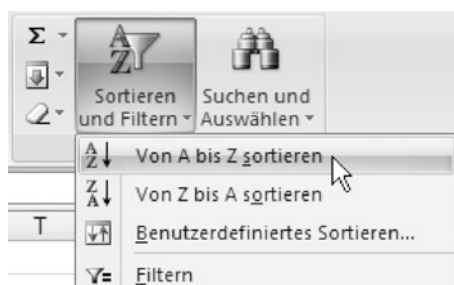 Σ
A
Z
Sortieren
und Filtern
Suchen und
Auswählen
A
Z
Von A bis Z sortieren
Z
A
Von Z bis A sortieren
T
Benutzerdefiniertes Sortieren...
Filtern